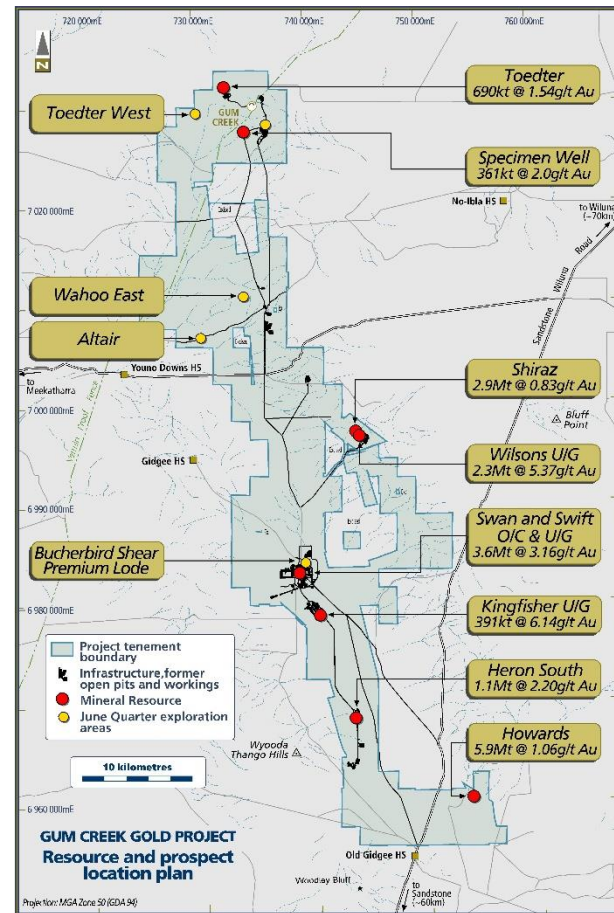 720 000mE
730 000mE
740 000mE
750 000mE
760 000mE
N
Toedter
690kt @ 1.54g/t Au
Toedter West
GUM
CREEK
Specimen Well
361kt @ 2.0g/t Au
No-Ibla HS
to Wiluna
(~70km)
7 020 000mE
Road
Wiluna
Sandstone
Wahoo East
Altair
Youno Downs HS
to
Meekatharra
Shiraz
2.9Mt @ 0.83g/t Au
7 000 000mE
Bluff
Point
Vermin Proof Fence
Gidgee HS
Wilsons U/G
2.3Mt @ 5.37g/t Au
6 990 000mE
Swan and Swift
O/C & U/G
3.6Mt @ 3.16g/t Au
Bucherbird Shear
Premium Lode
6 980 000mE
Kingfisher U/G
391kt @ 6.14g/t Au
Project tenement
boundary
Infrastructure,former
open pits and workings
Mineral Resource
June Quarter exploration
areas
Heron South
1.1Mt @ 2.20g/t Au
Wyooda
Thango Hills
Howards
5.9Mt @ 1.06g/t Au
10 kilometres
6 960 000mE
GUM CREEK GOLD PROJECT
Resource and prospect
location plan
Old Gidgee HS
Woodlay Bluff
to
Sandstone
(~60km)
Projection: MGA Zone 50 (GDA 94)